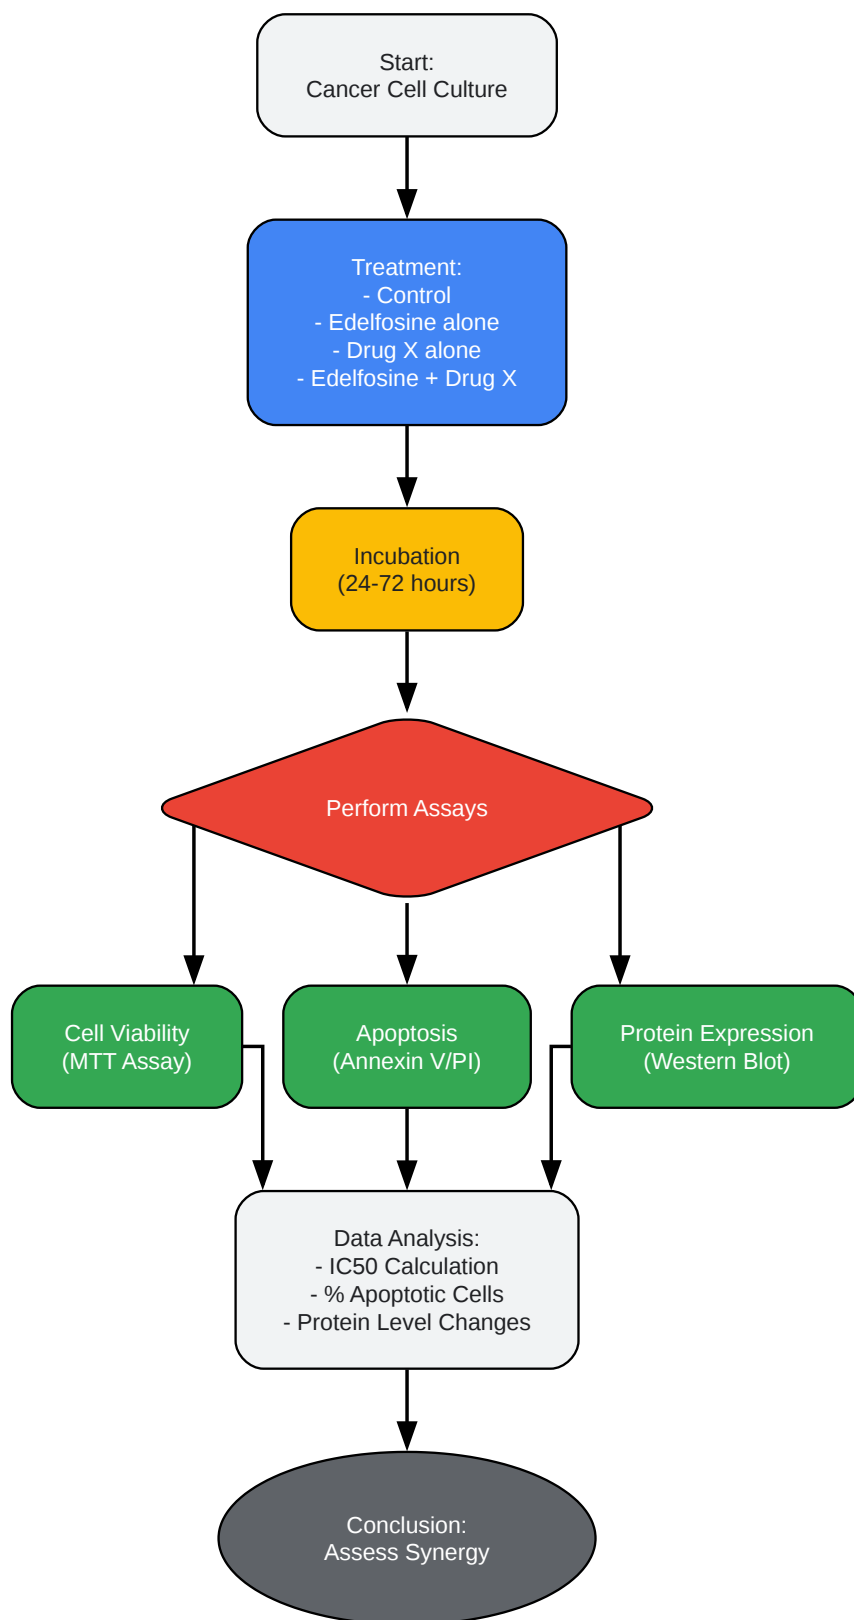 Start:
Cancer Cell Culture
Treatment:
- Control
- Edelfosine alone
- Drug X alone
- Edelfosine + Drug X
Incubation
(24-72 hours)
Perform Assays
Cell Viability
(MTT Assay)
Apoptosis
(Annexin V/PI)
Protein Expression
(Western Blot)
Data Analysis:
- IC50 Calculation
- % Apoptotic Cells
- Protein Level Changes
Conclusion:
Assess Synergy